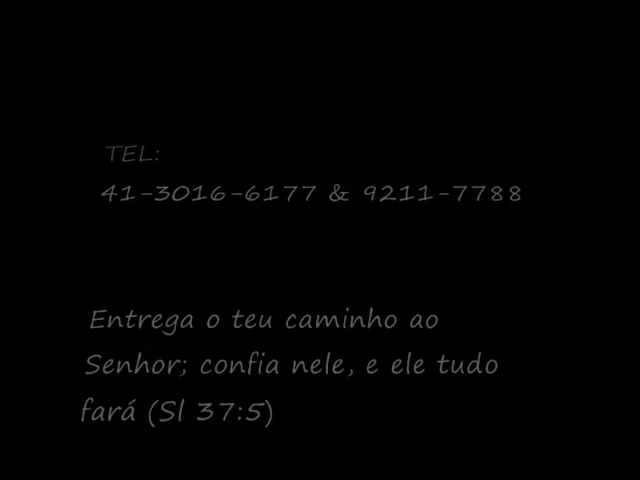 TEL:
41-3016-6177 & 9211-7788
Entrega o teu caminho ao
Senhor; confia nele, e ele tudo
fará (Sl 37:5)